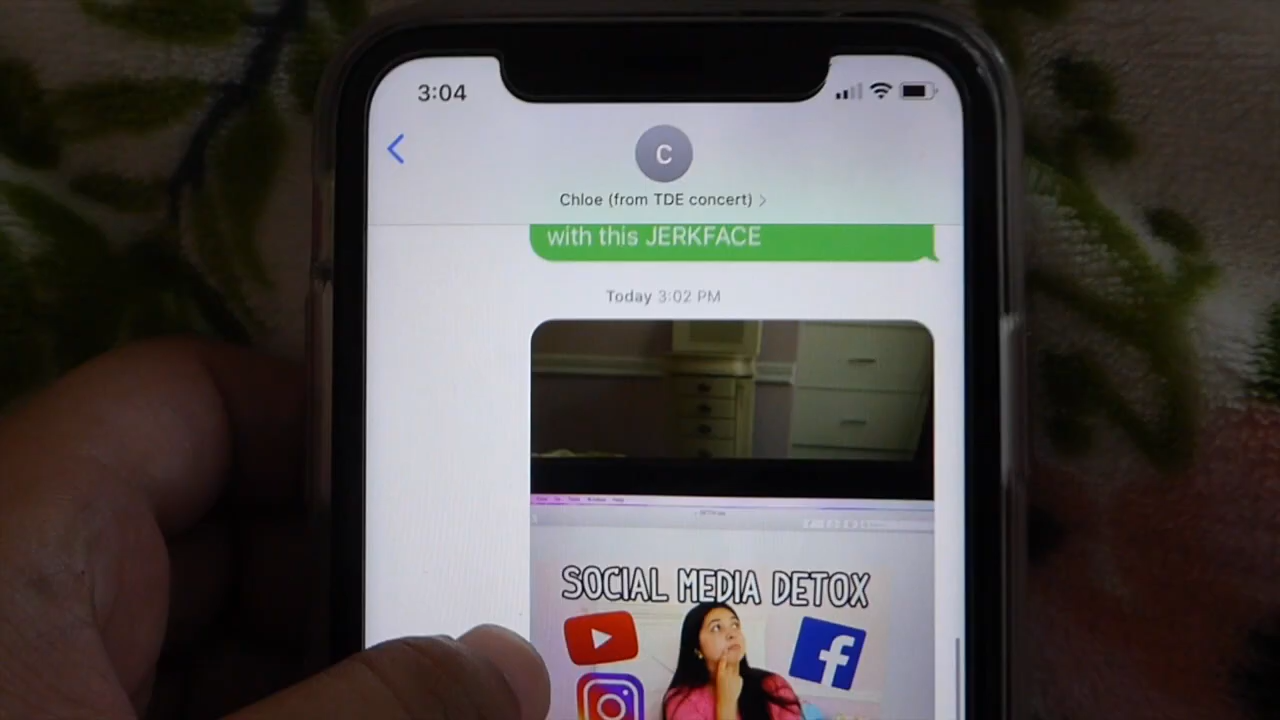 3:04
C
Chloe (from TDE concert) >
with this JERKFACE
Today 3:02 PM
SOCIAL MEDIA DETOX
f